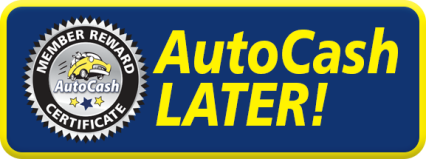 MEMBER REWARD
AutoCash
CERTIFICATE
AutoCash
LATER!